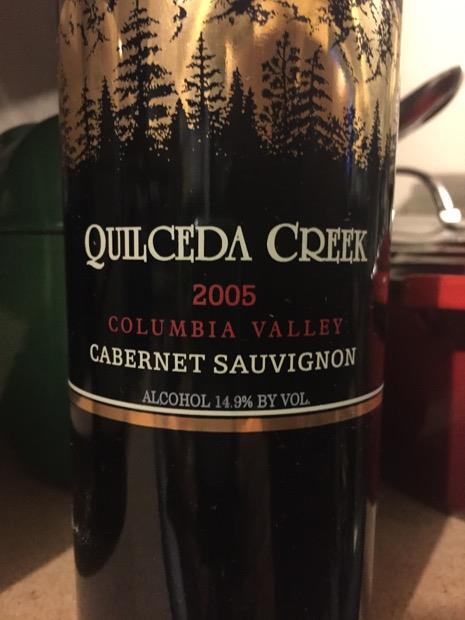 QUILCEDA CREEK
2005
COLUMBIA VALLEY
CABERNET SAUVIGNON
ALCOHOL 14.9% BY VOL.